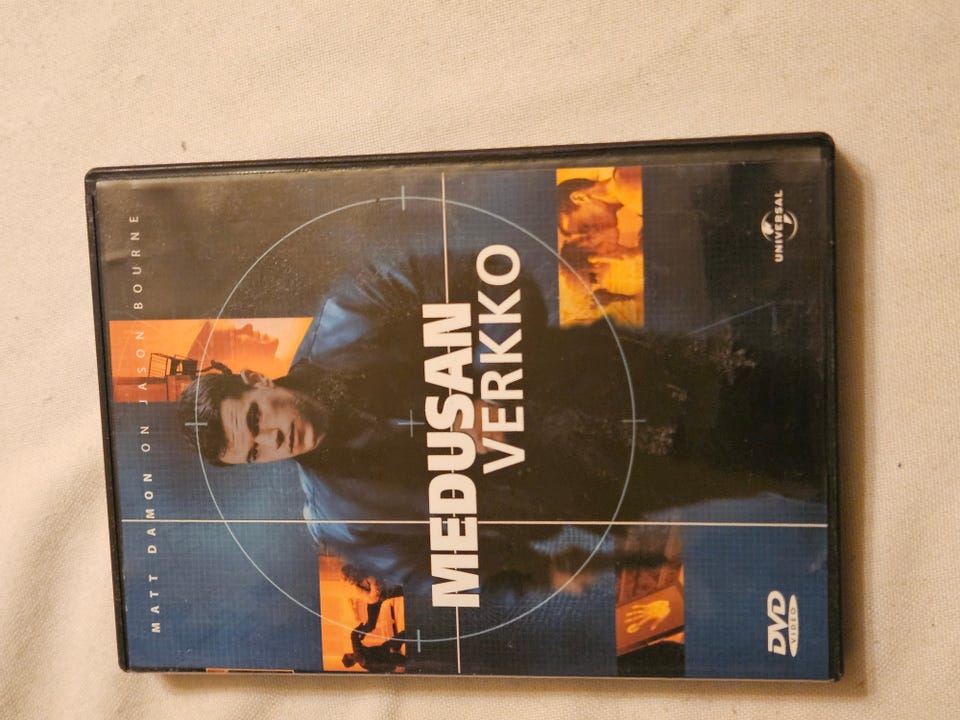 MATT DAMON ON JASON BOURNE
MEDUSAN
VERKKO
DVD
VIDEO
UNIVERSAL